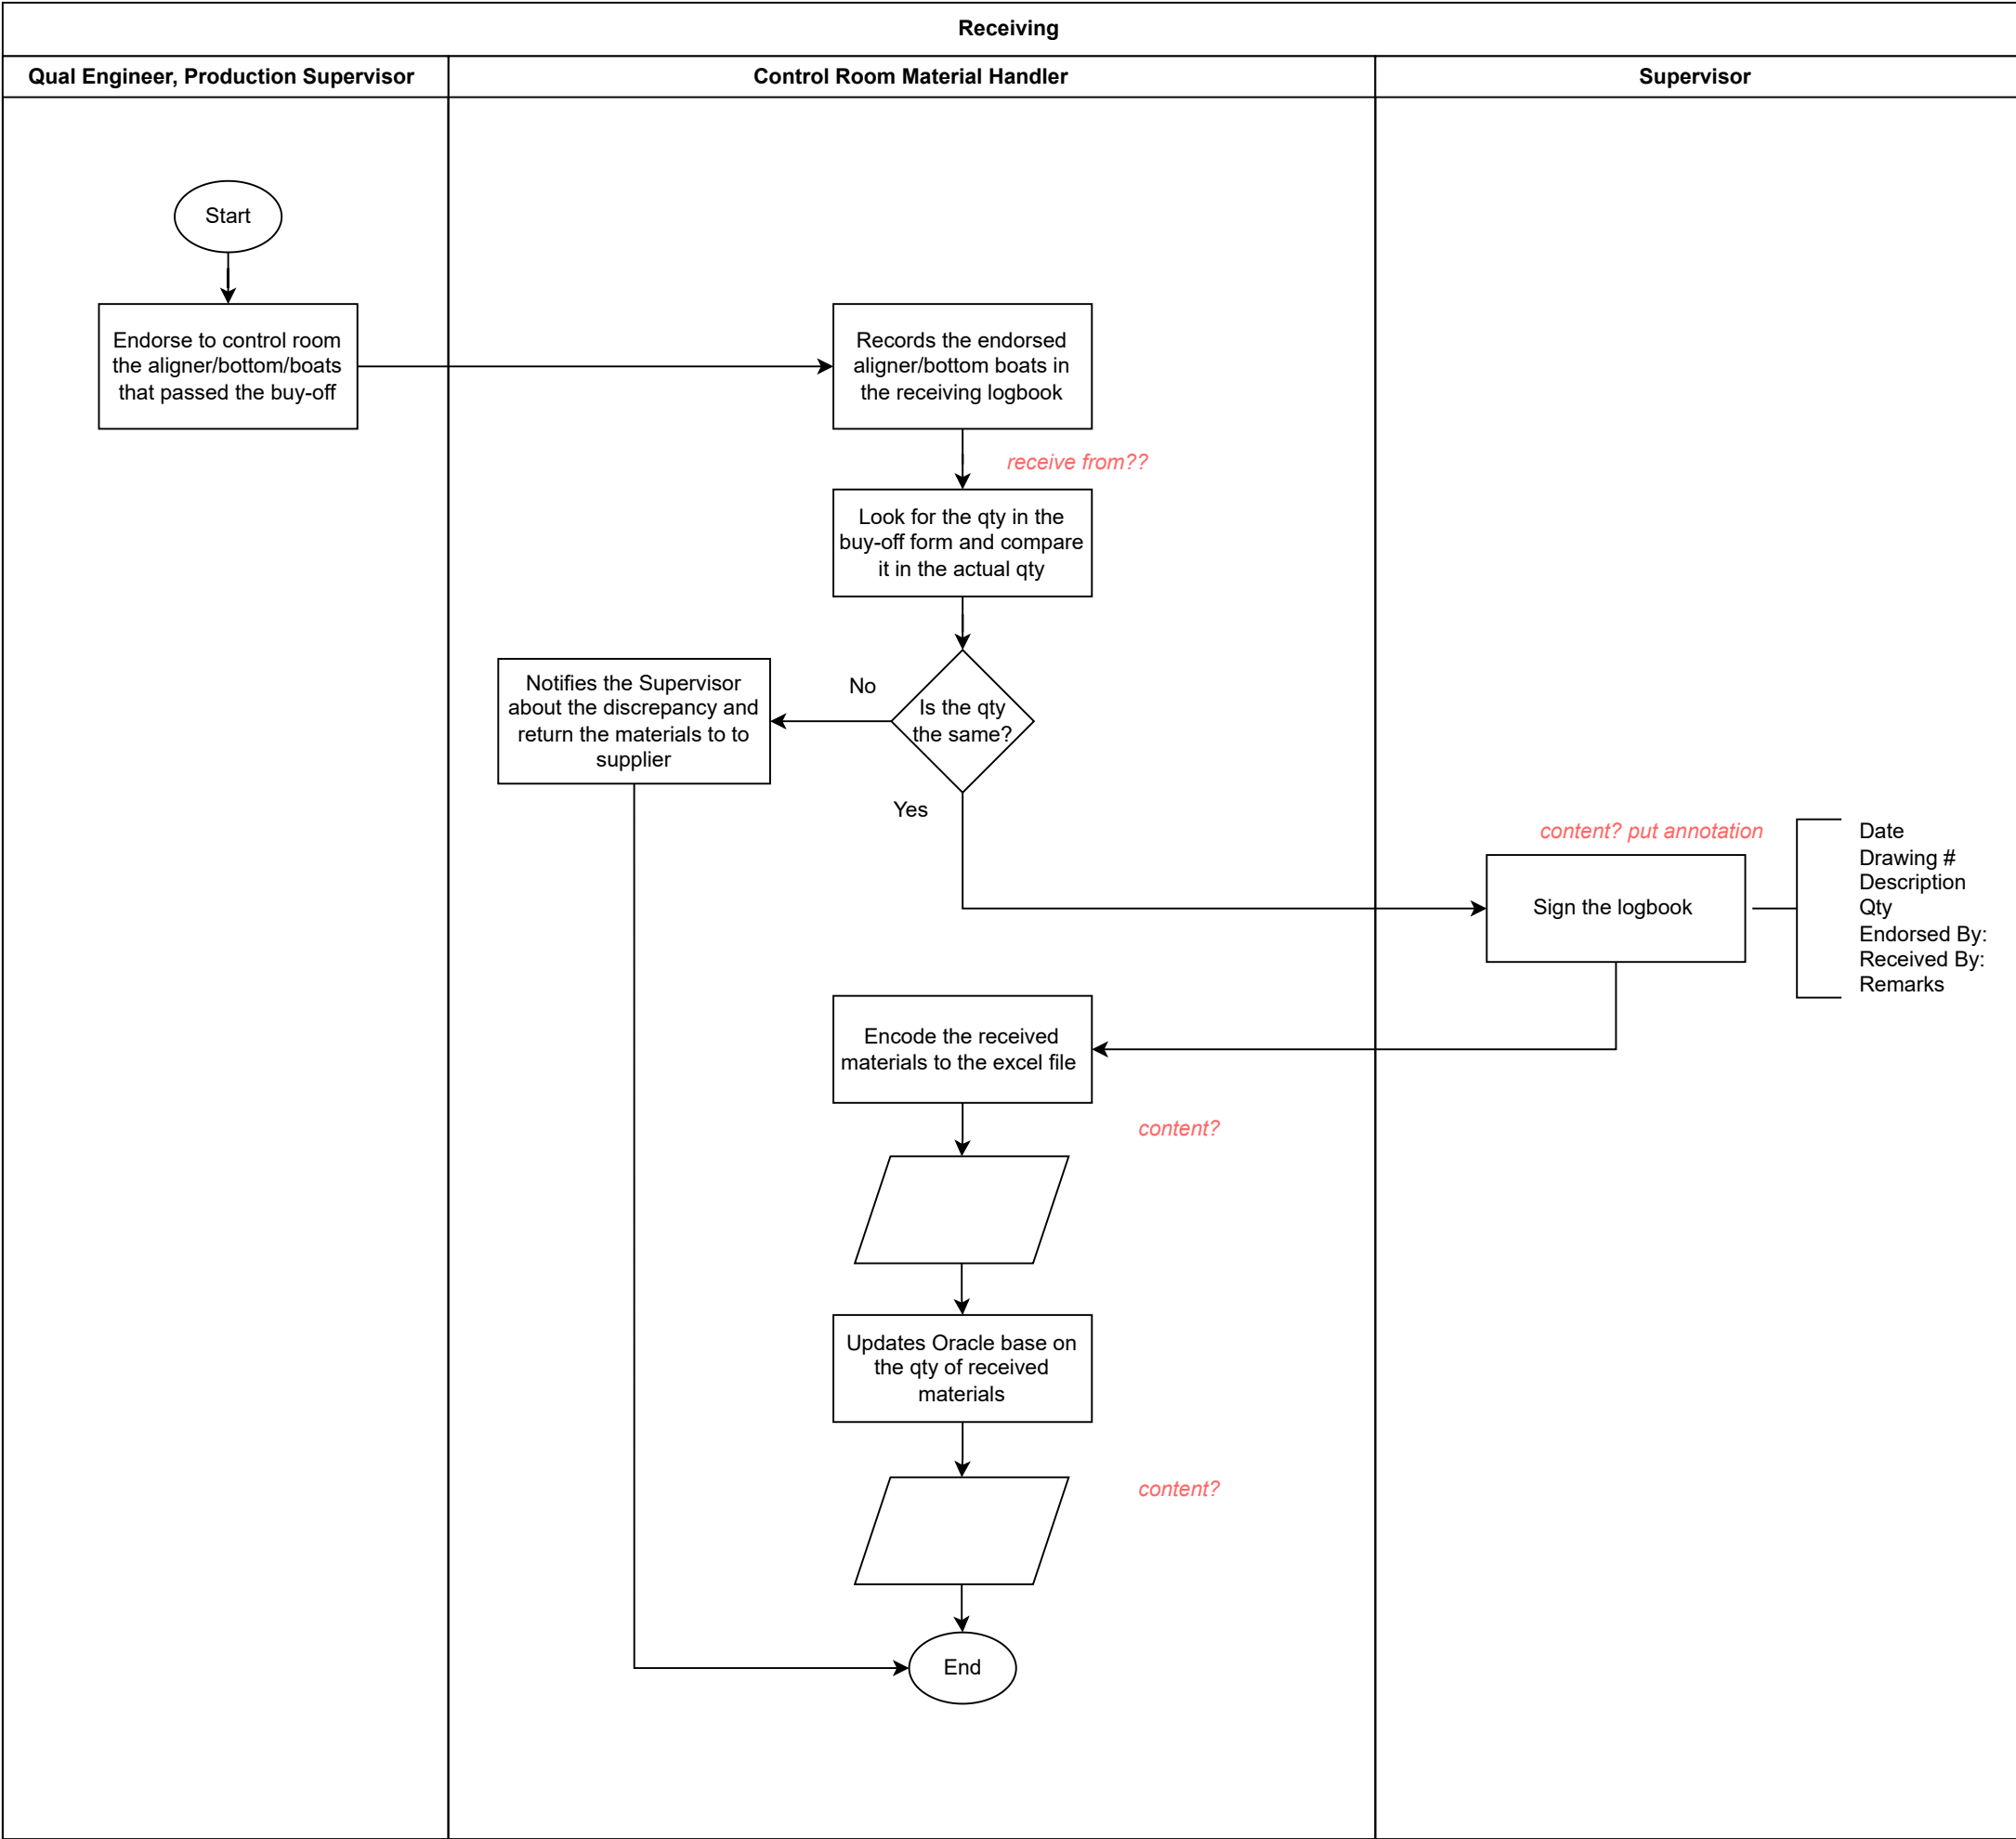 Receiving
Qual Engineer, Production Supervisor
Control Room Material Handler
Supervisor
Start
Endorse to control room
the aligner/bottom/boats
that passed the buy-off
Records the endorsed
aligner/bottom boats in
the receiving logbook
receive from??
Look for the qty in the
buy-off form and compare
it in the actual qty
Is the qty
the same?
No
Notifies the Supervisor
about the discrepancy and
return the materials to to
supplier
Yes
content? put annotation
Sign the logbook
Date
Drawing #
Description
Qty
Endorsed By:
Received By:
Remarks
Encode the received
materials to the excel file
content?
Updates Oracle base on
the qty of received
materials
content?
End